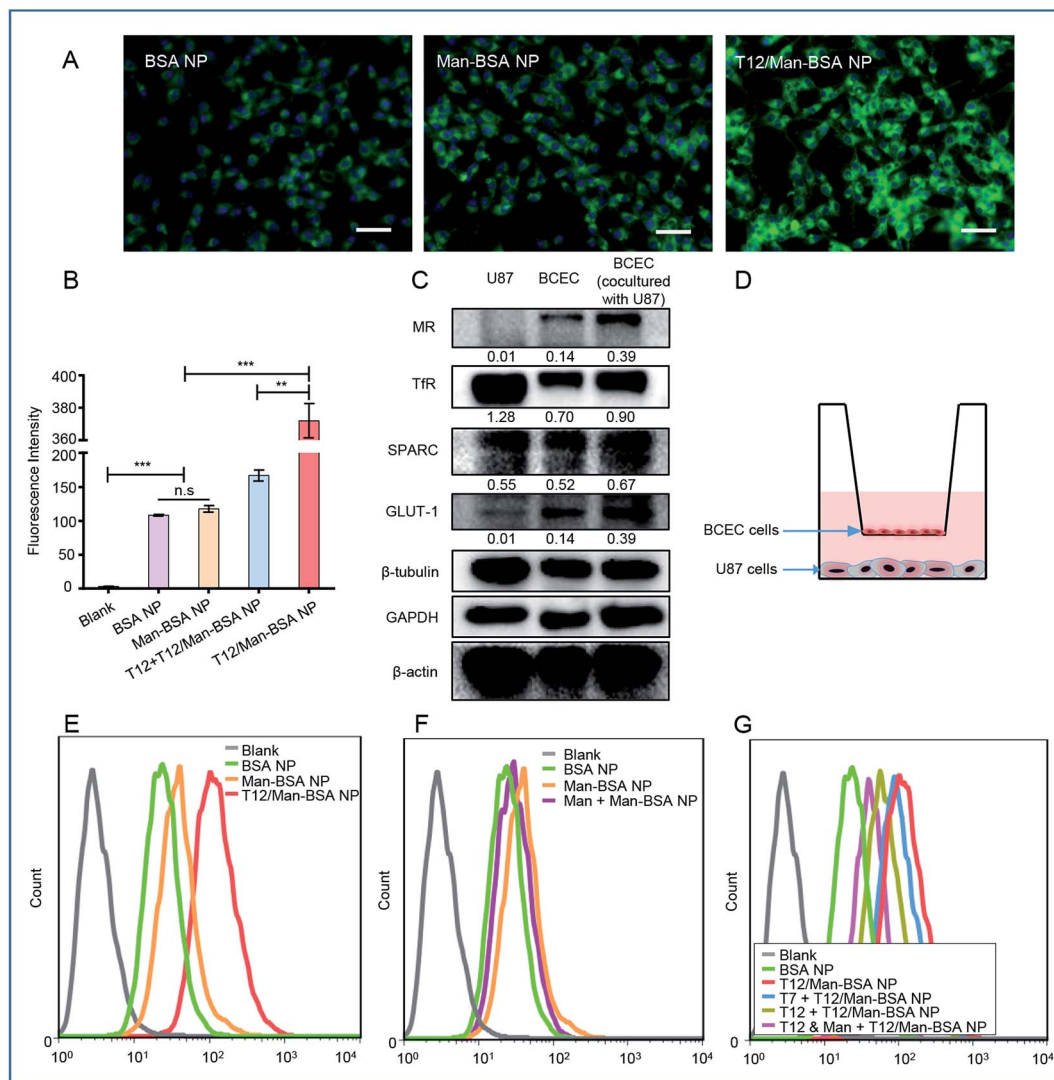 A
BSA NP
Man-BSA NP
T12/Man-BSA NP
B
Fluorescence Intensity
400
380
360
200
150
100
50
0
***
**
***
n.s
Blank
BSA NP
Man-BSA NP
T12+T12/Man-BSA NP
T12/Man-BSA NP
C
U87
BCEC
BCEC
(cocultured
with U87)
MR
0.01 0.14 0.39
TfR
1.28 0.70 0.90
SPARC
0.55 0.52 0.67
GLUT-1
0.01 0.14 0.39
β-tubulin
GAPDH
β-actin
D
BCEC cells
U87 cells
E
Count
0
Blank
BSA NP
Man-BSA NP
T12/Man-BSA NP
10⁰ 10¹ 10² 10³ 10⁴
F
Count
0
Blank
BSA NP
Man-BSA NP
Man + Man-BSA NP
10⁰ 10¹ 10² 10³ 10⁴
G
Count
0
Blank
BSA NP
T12/Man-BSA NP
T7 + T12/Man-BSA NP
T12 + T12/Man-BSA NP
T12 & Man + T12/Man-BSA NP
10⁰ 10¹ 10² 10³ 10⁴